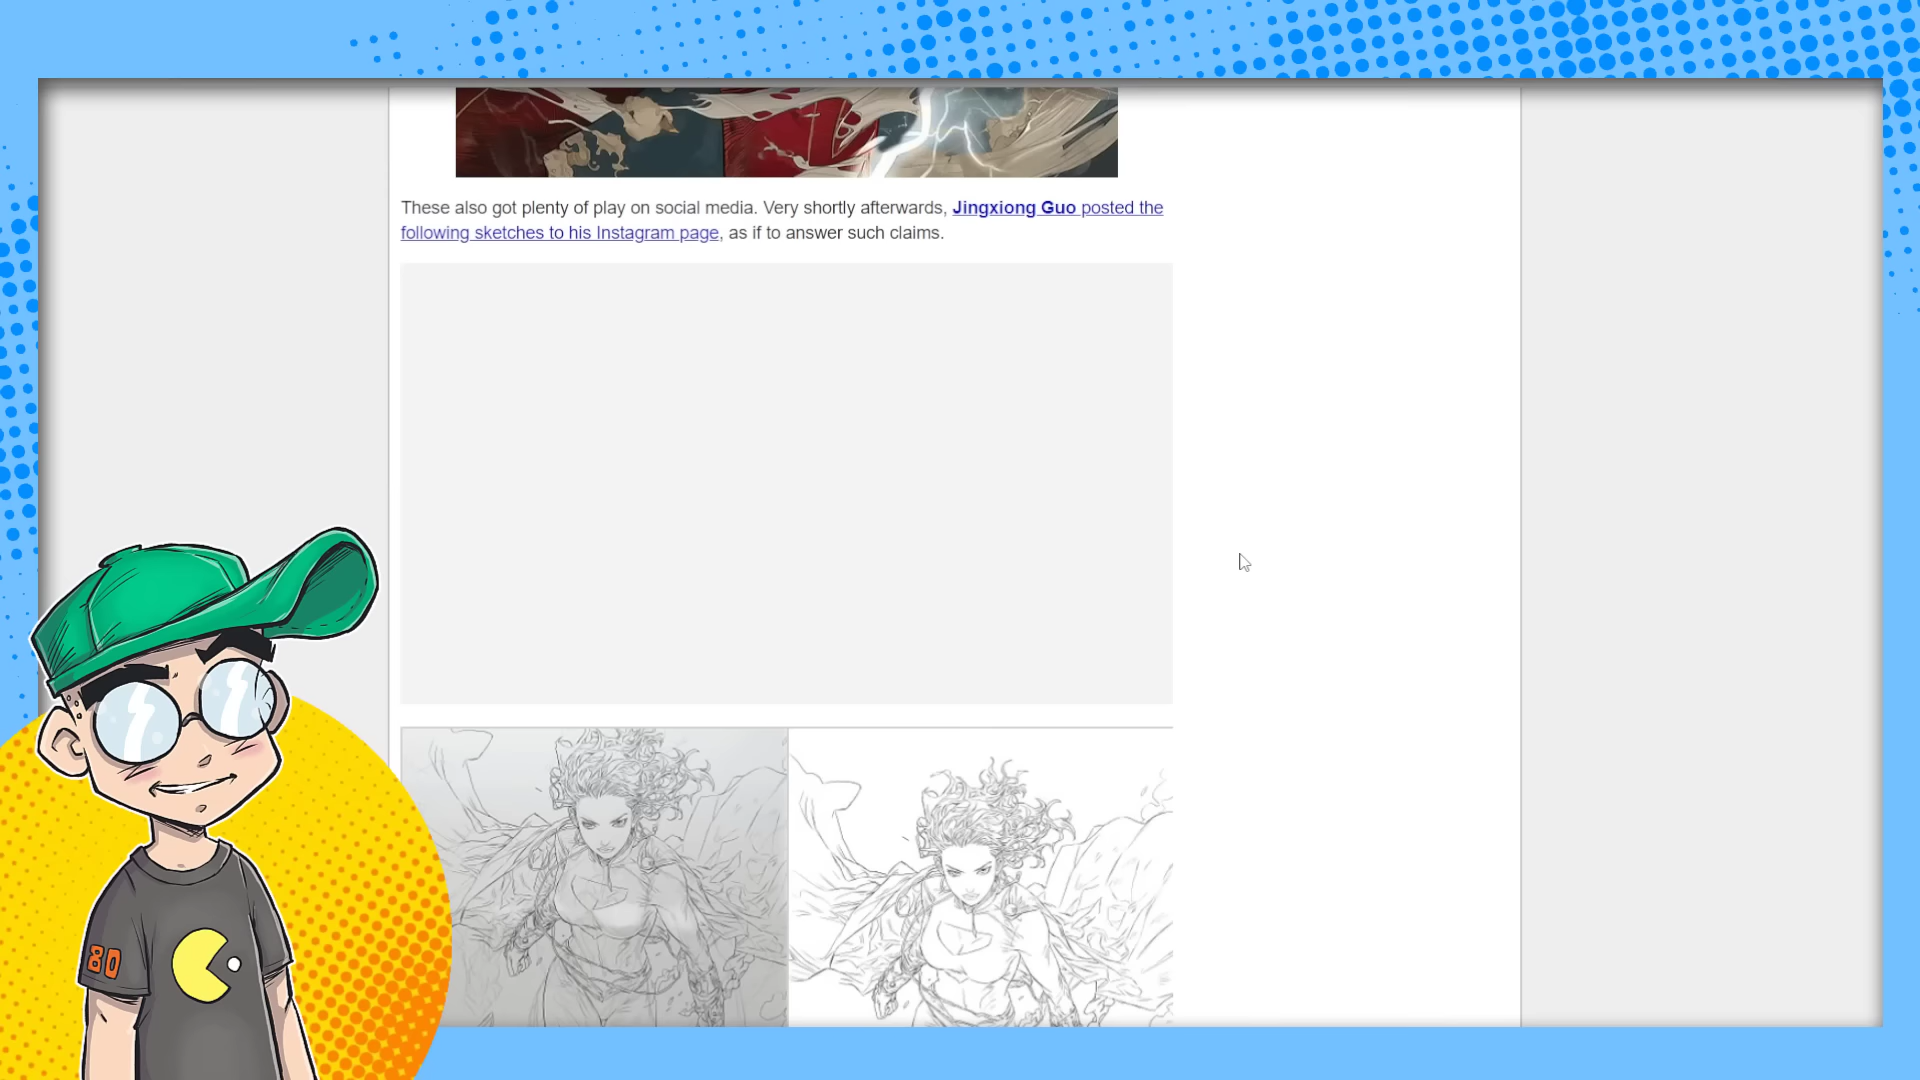 These also got plenty of play on social media. Very shortly afterwards, Jingxiong Guo posted the
following sketches to his Instagram page, as if to answer such claims.
80